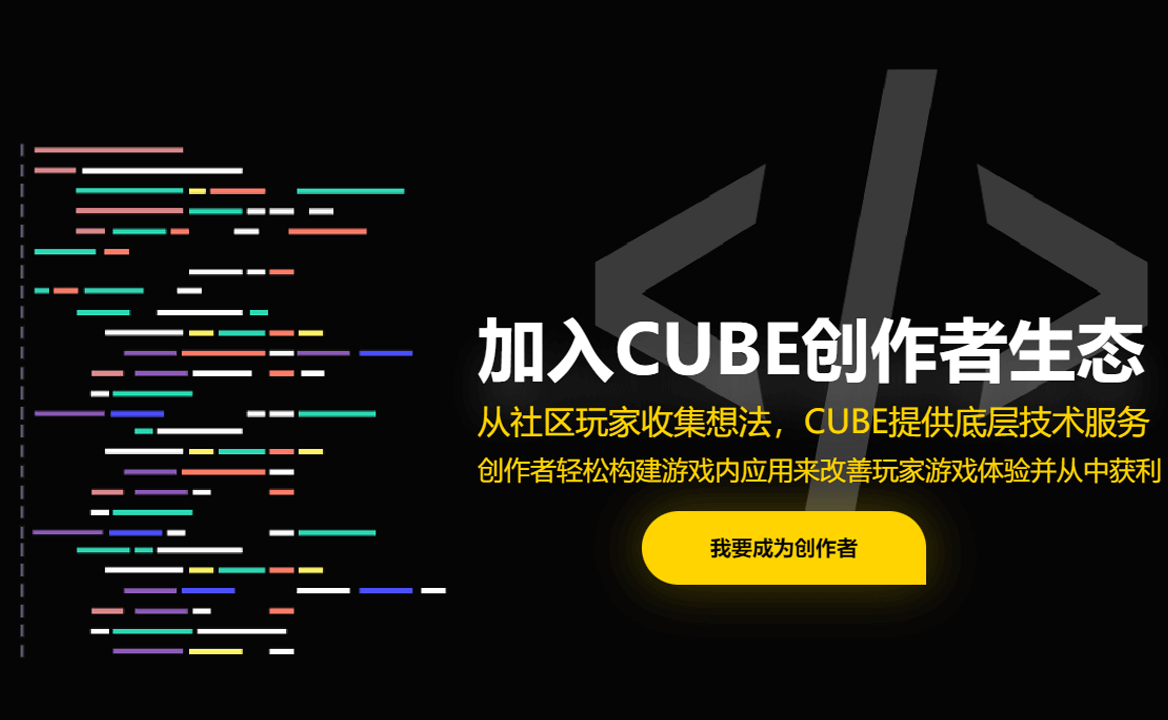 加入CUBE创作者生态
从社区玩家收集想法，CUBE提供底层技术服务
创作者轻松构建游戏内应用来改善玩家游戏体验并从中获利
我要成为创作者